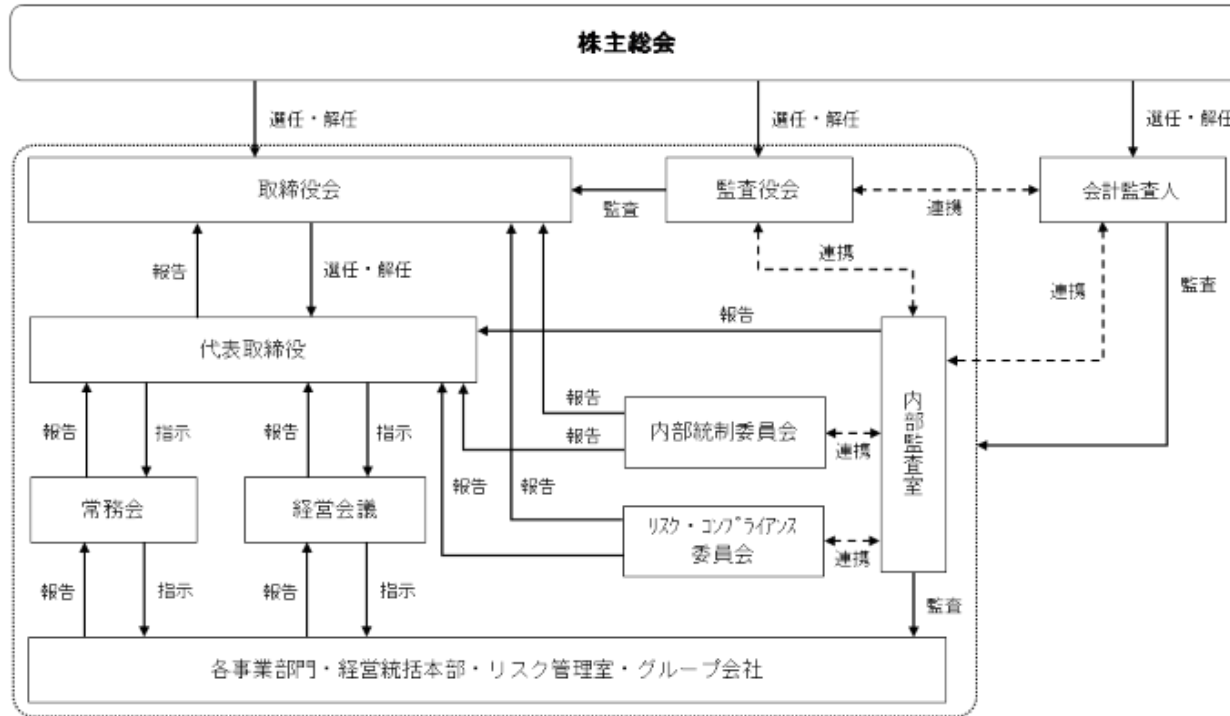 株主総会
選任・解任
選任・解任
選任・解任
取締役会
監査
監査役会
連携
会計監査人
報告
選任・解任
連携
連携
監査
報告
代表取締役
内部監査室
報告
指示
報告
指示
報告
報告
内部統制委員会
連携
報告
報告
常務会
経営会議
リスク・コンプライアンス
委員会
連携
報告
指示
報告
指示
監査
各事業部門・経営統括本部・リスク管理室・グループ会社